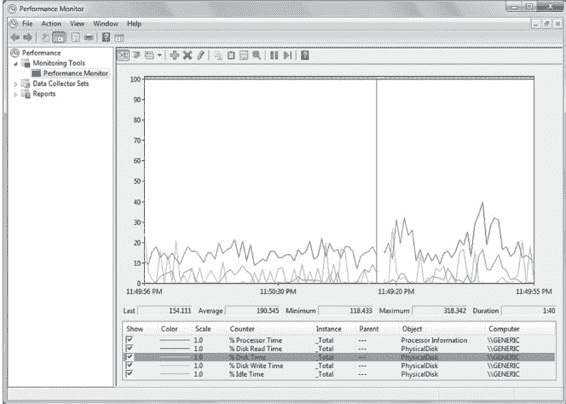 Performance Monitor
File Action View Window Help
Performance
Monitoring Tools
Performance Monitor
Data Collector Sets
Reports
100
90
80
70
60
50
40
30
20
10
0
11:49:56 PM 11:50:30 PM 11:49:20 PM 11:49:55 PM
Last 154.111 Average 190.545 Minimum 118.433 Maximum 318.342 Duration 1:40
Show Color Scale Counter Instance Parent Object Computer
1.0 % Processor Time _Total --- Processor Information \\GENERIC
1.0 % Disk Read Time _Total --- PhysicalDisk \\GENERIC
1.0 % Disk Time _Total --- PhysicalDisk \\GENERIC
1.0 % Disk Write Time _Total --- PhysicalDisk \\GENERIC
1.0 % Idle Time _Total --- PhysicalDisk \\GENERIC